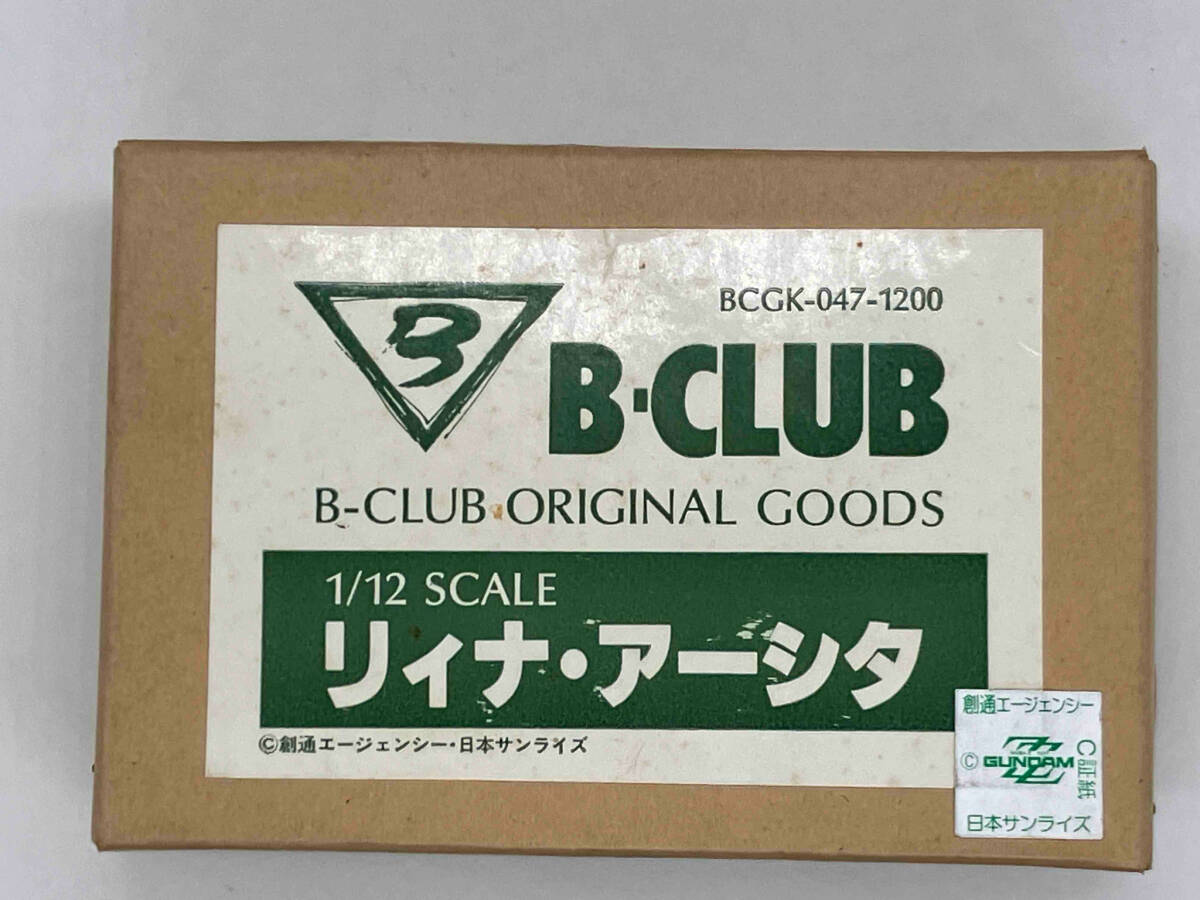 B
BCGK-047-1200
B·CLUB
B-CLUB ORIGINAL GOODS
1/12 SCALE
リィナ・アーシタ
©創通エージェンシー・日本サンライズ
創通エージェンシー
ZZ
© GUNDAM
C証紙
日本サンライズ